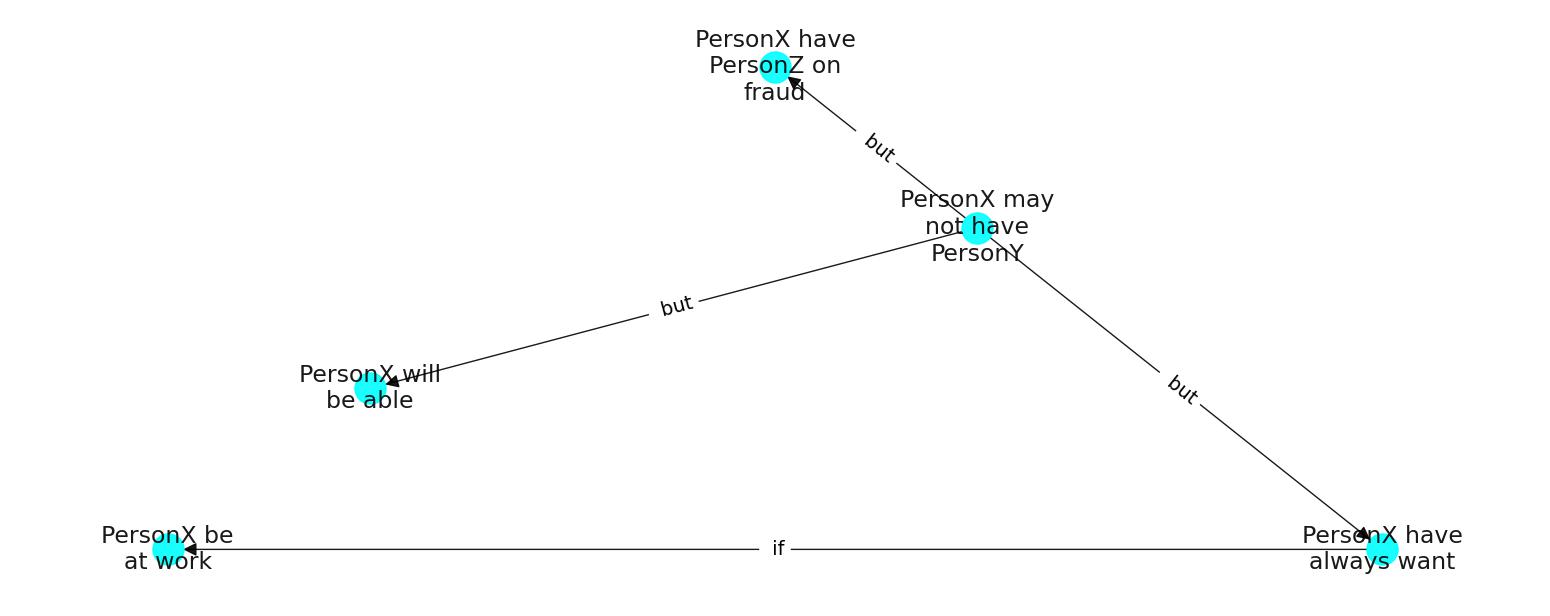 PersonX have
PersonZ on
fraud
but
PersonX may
not have
PersonY
but
PersonX will
be able
but
PersonX be
at work
if
PersonX have
always want